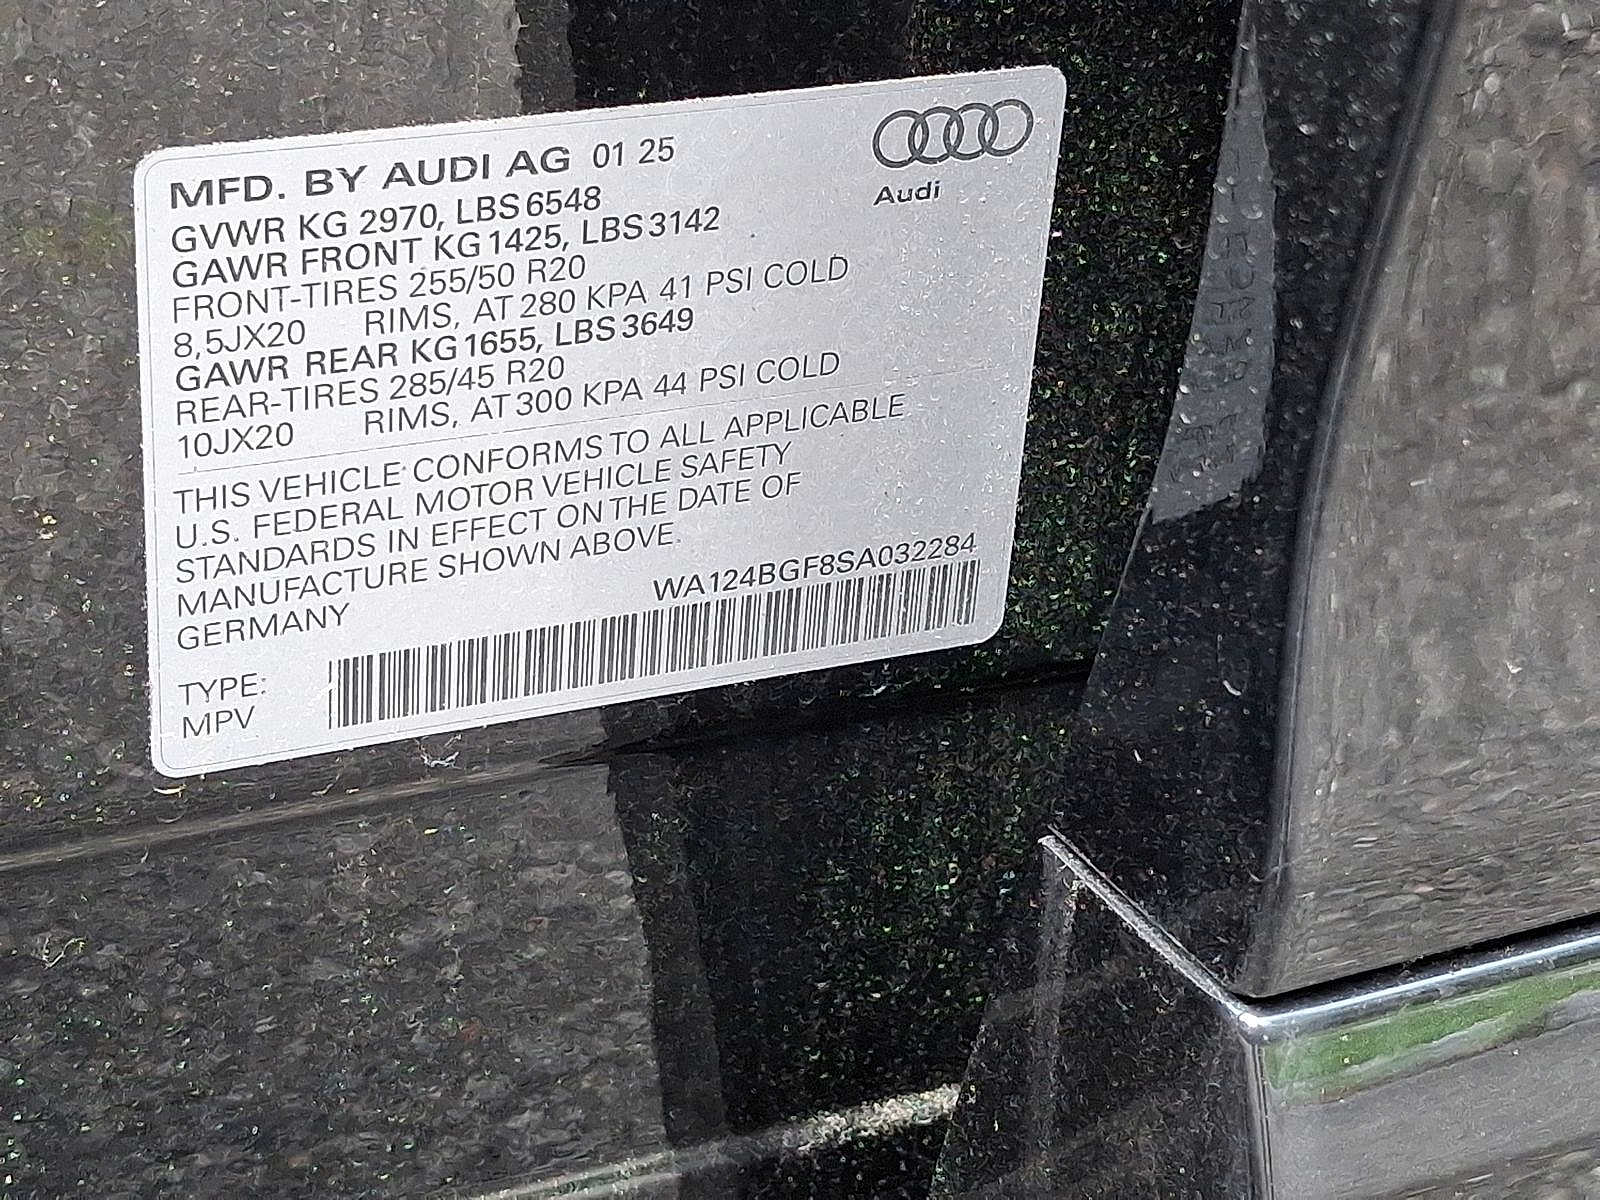 MFD. BY AUDI AG 01 25
Audi
GVWR KG 2970, LBS 6548
GAWR FRONT KG 1425, LBS 3142
FRONT-TIRES 255/50 R20
8,5JX20 RIMS, AT 280 KPA 41 PSI COLD
GAWR REAR KG 1655, LBS 3649
REAR-TIRES 285/45 R20
10JX20 RIMS, AT 300 KPA 44 PSI COLD
THIS VEHICLE CONFORMS TO ALL APPLICABLE
U.S. FEDERAL MOTOR VEHICLE SAFETY
STANDARDS IN EFFECT ON THE DATE OF
MANUFACTURE SHOWN ABOVE.
GERMANY
WA124BGF8SA032284
TYPE:
MPV